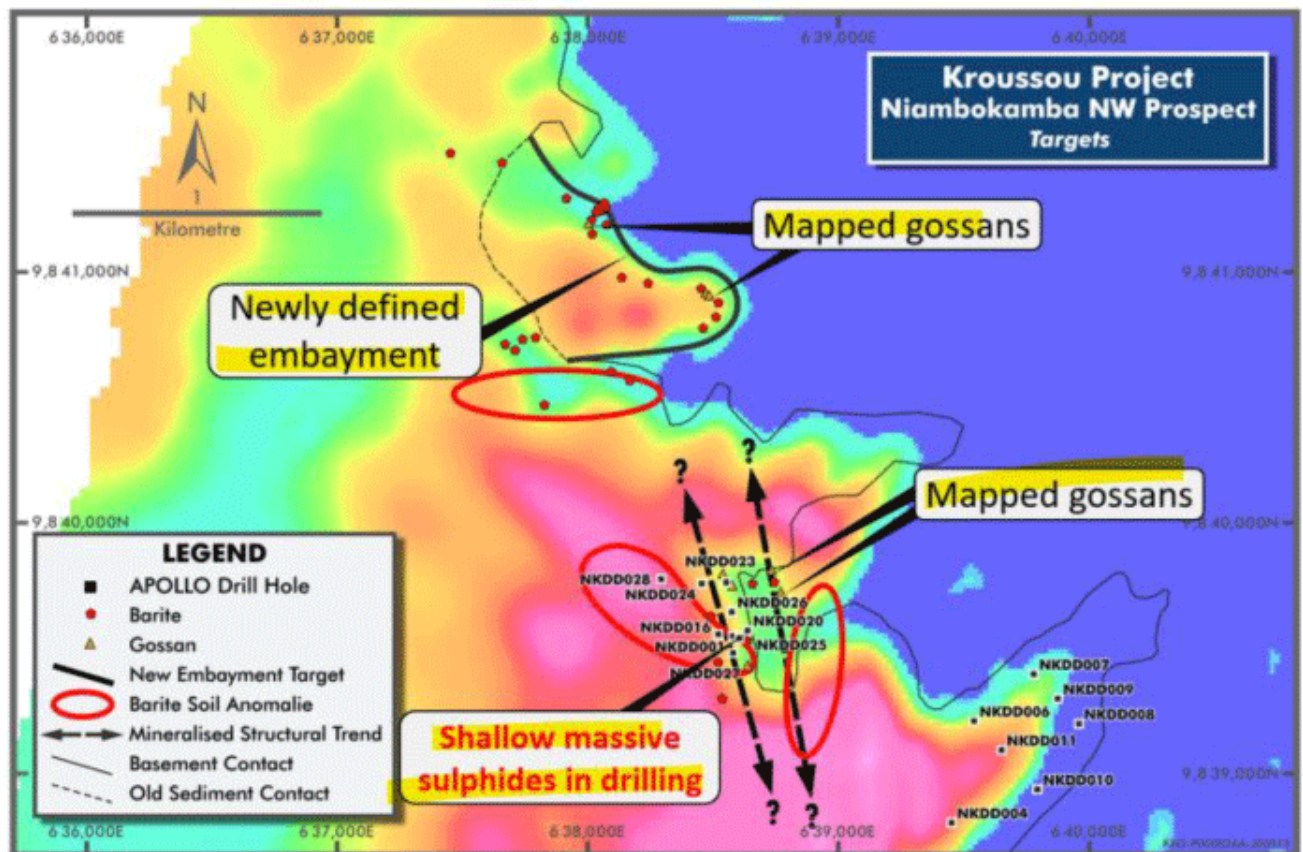 6 36,000E 6 37,000E 6 38,000E 6 39,000E 6 40,000E
Kroussou Project
Niambokamba NW Prospect
Targets
N
1
Kilometre
Mapped gossans
9,8 41,000N 9,8 41,000N
Newly defined
embayment
? ?
Mapped gossans
9,8 40,000N 9,8 40,000N
LEGEND
APOLLO Drill Hole
Barite
Gossan
New Embayment Target
Barite Soil Anomalie
Mineralised Structural Trend
Basement Contact
Old Sediment Contact
NKDD023
NKDD028
NKDD024
NKDD026
NKDD016 NKDD020
NKDD001 NKDD025
NKDD027
NKDD007
NKDD009
NKDD006 NKDD008
NKDD011
NKDD010
NKDD004
Shallow massive
sulphides in drilling
9,8 39,000N
? ?
6 36,000E 6 37,000E 6 38,000E 6 39,000E 6 40,000E